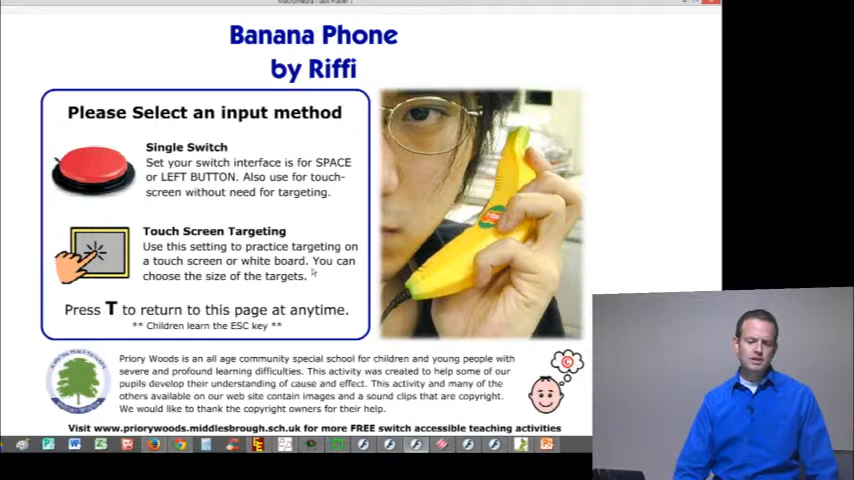 Macromedia Flash Player 7
Banana Phone
by Riffi
Please Select an input method
Single Switch
Set your switch interface is for SPACE
or LEFT BUTTON. Also use for touch-
screen without need for targeting.
Touch Screen Targeting
Use this setting to practice targeting on
a touch screen or white board. You can
choose the size of the targets.
Press T to return to this page at anytime.
** Children learn the ESC key **
Priory Woods is an all age community special school for children and young people with
severe and profound learning difficulties. This activity was created to help some of our
pupils develop their understanding of cause and effect. This activity and many of the
others available on our web site contain images and a sound clips that are copyright.
We would like to thank the copyright owners for their help.
Visit www.priorywoods.middlesbrough.sch.uk for more FREE switch accessible teaching activities